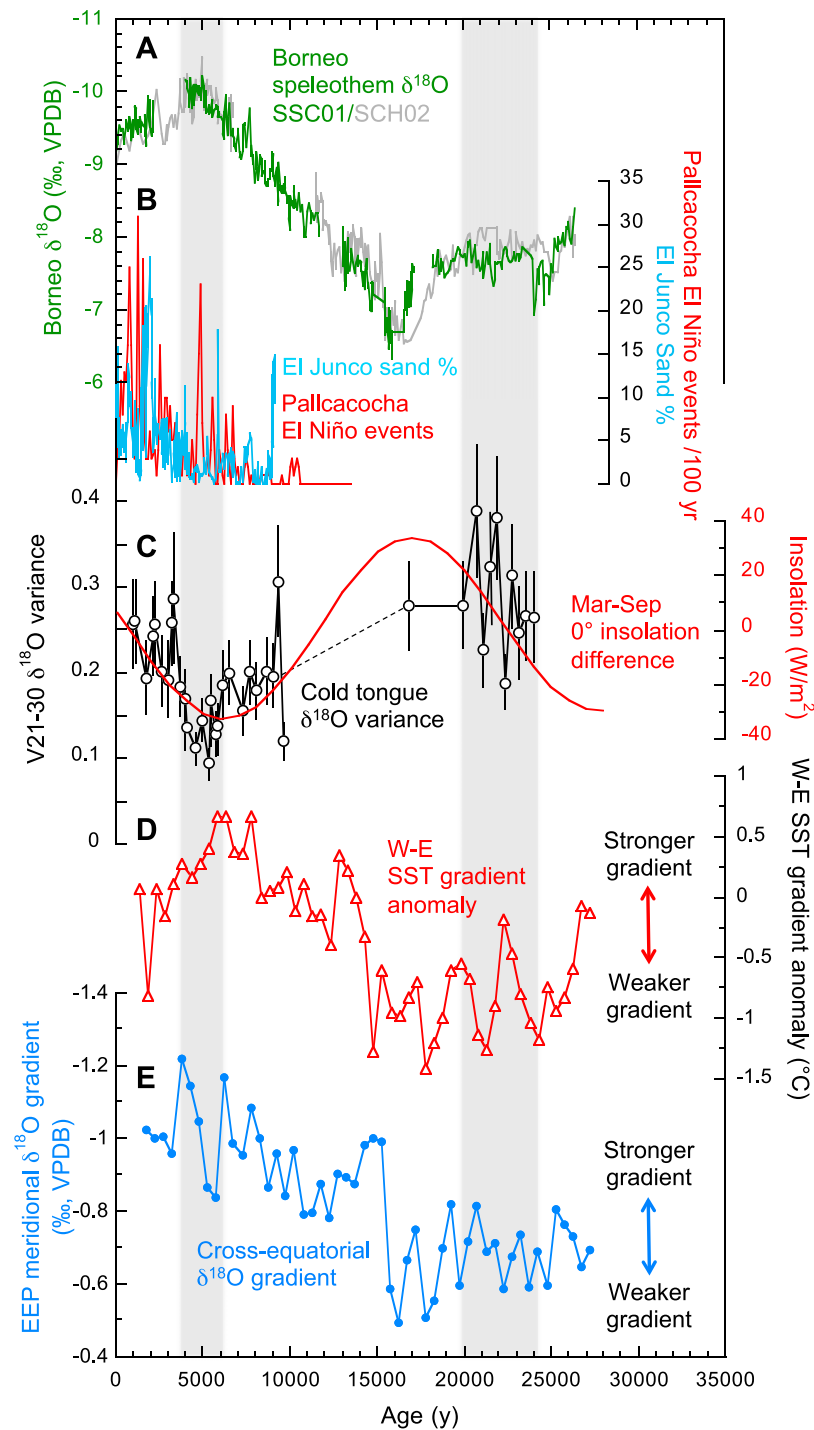 -11
A
Borneo
speleothem δ18O
SSC01/SCH02
-10
-9
-8
-7
-6
Borneo δ18O (‰, VPDB)
B
35
30
25
20
15
10
5
0
Pallcacocha El Niño events /100 yr
El Junco Sand %
El Junco sand %
Pallcacocha
El Niño events
0.4
0.3
0.2
0.1
0
V21-30 δ18O variance
C
40
20
0
-20
-40
Insolation (W/m2)
Mar-Sep
0° insolation
difference
Cold tongue
δ18O variance
D
W-E
SST gradient
anomaly
Stronger
gradient
Weaker
gradient
1
0.5
0
-0.5
-1
-1.5
W-E SST gradient anomaly (°C)
-1.4
-1.2
-1
-0.8
-0.6
-0.4
EEP meridional δ18O gradient
(‰, VPDB)
E
Cross-equatorial
δ18O gradient
Stronger
gradient
Weaker
gradient
0
5000
10000
15000
20000
25000
30000
35000
Age (y)